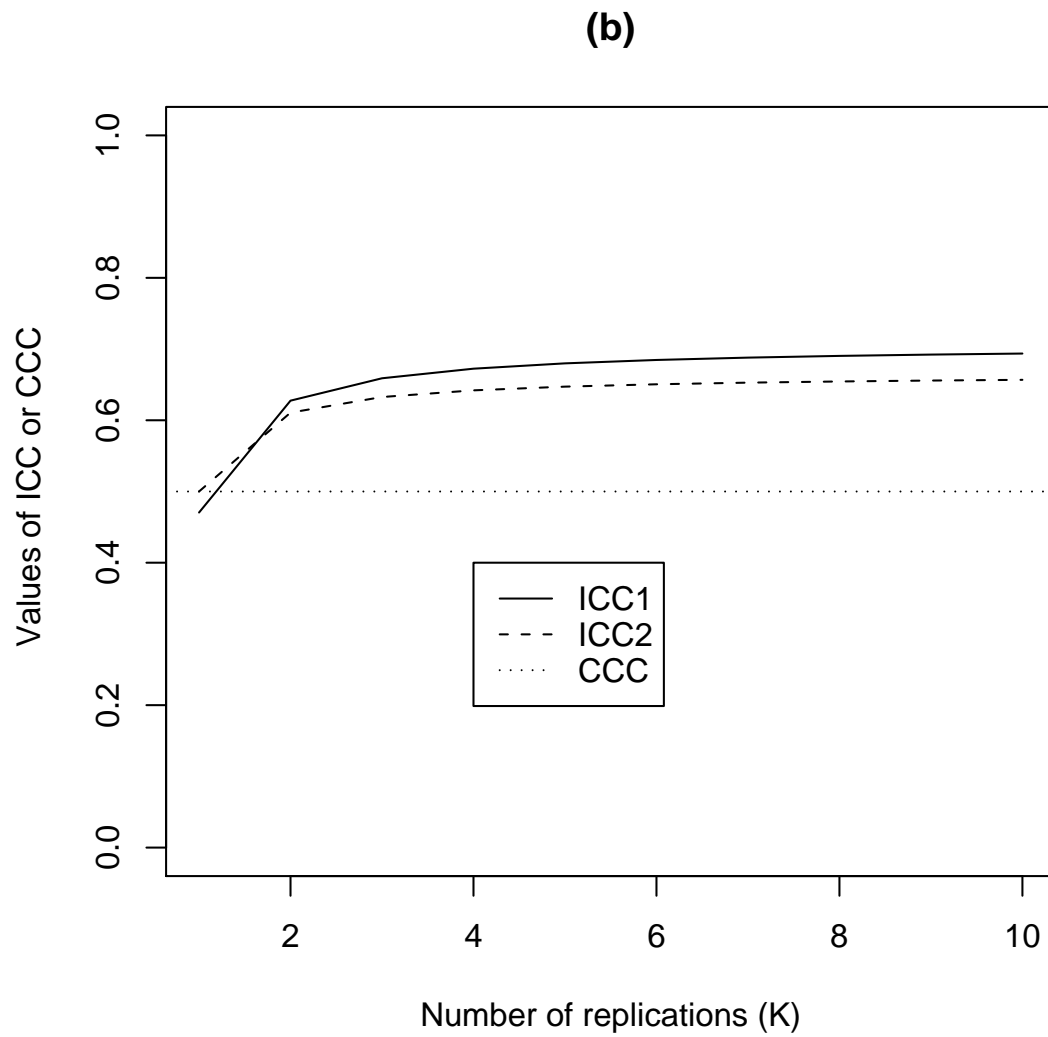 (b)
Values of ICC or CCC
1.0
0.8
0.6
0.4
0.2
0.0
ICC1
ICC2
CCC
2 4 6 8 10
Number of replications (K)